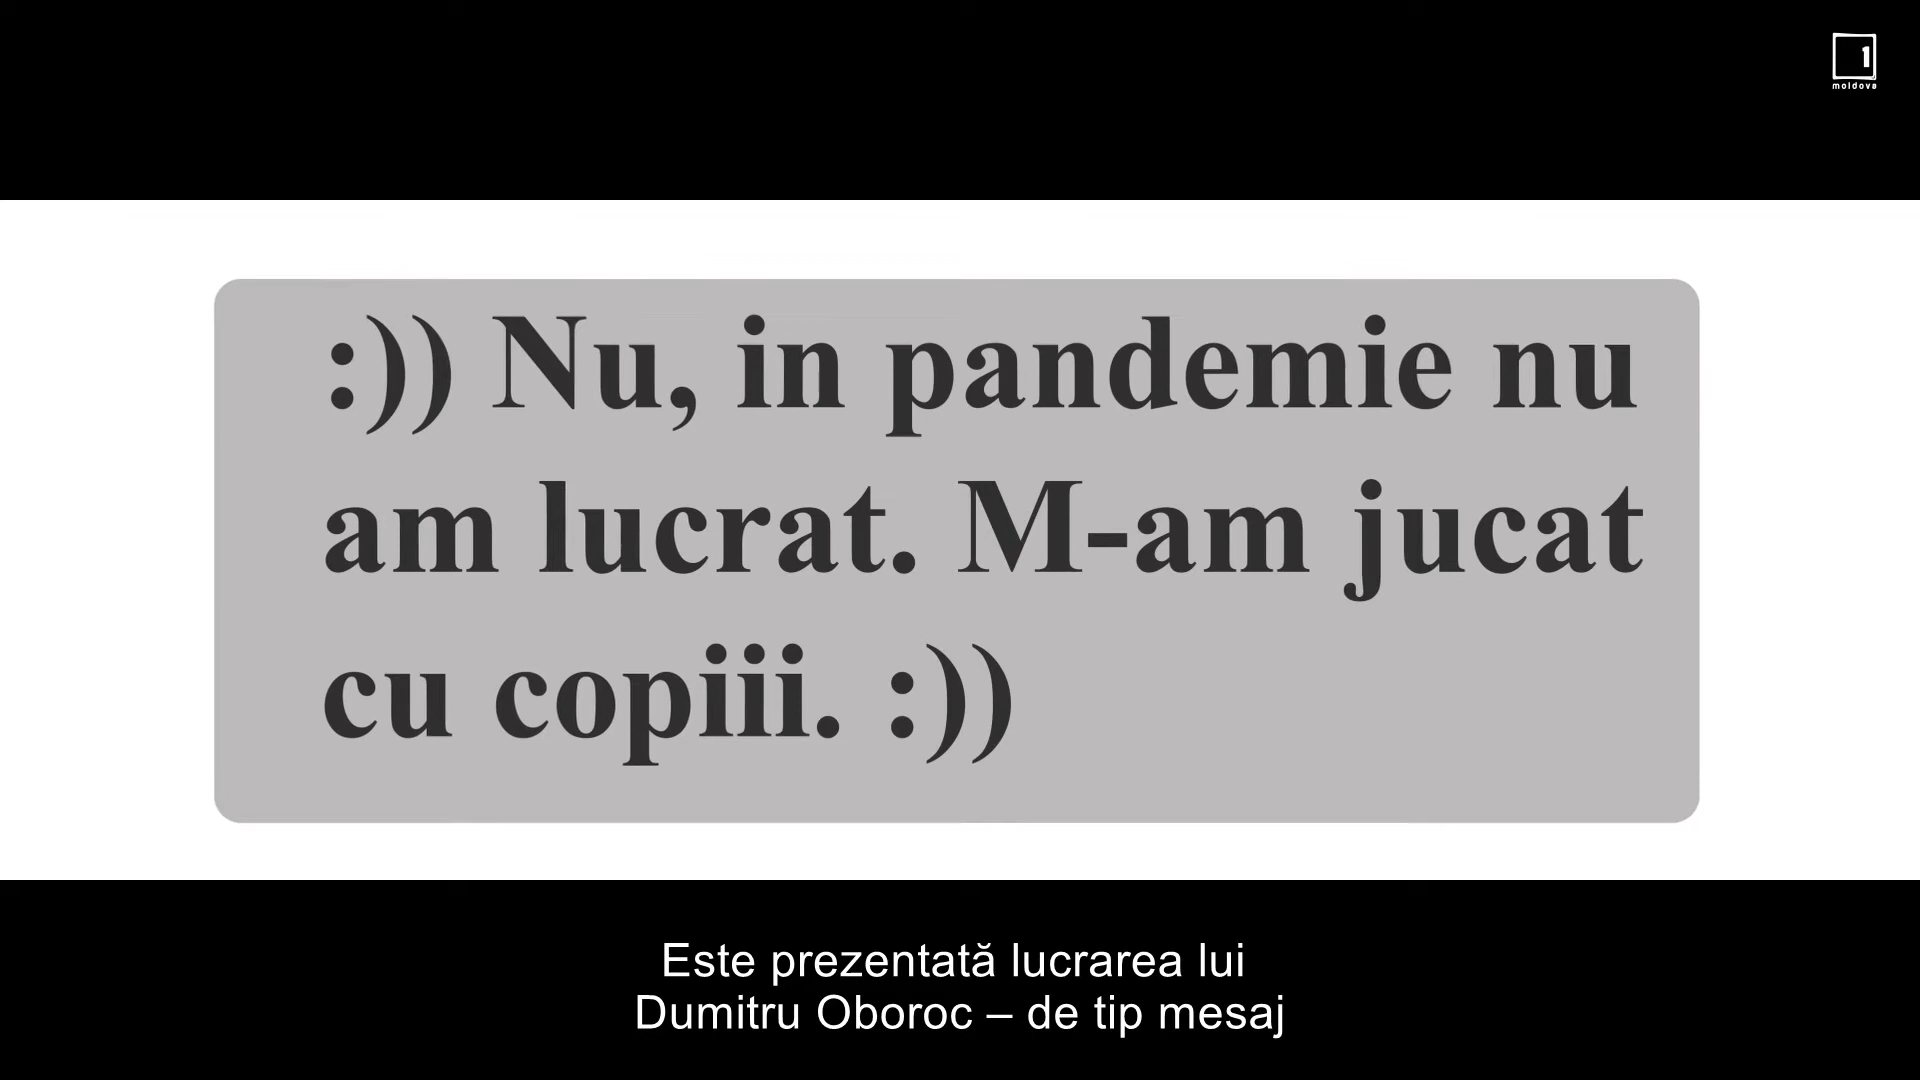 1
moldova
:)) Nu, in pandemie nu
am lucrat. M-am jucat
cu copiii. :))
Este prezentată lucrarea lui
Dumitru Oboroc – de tip mesaj